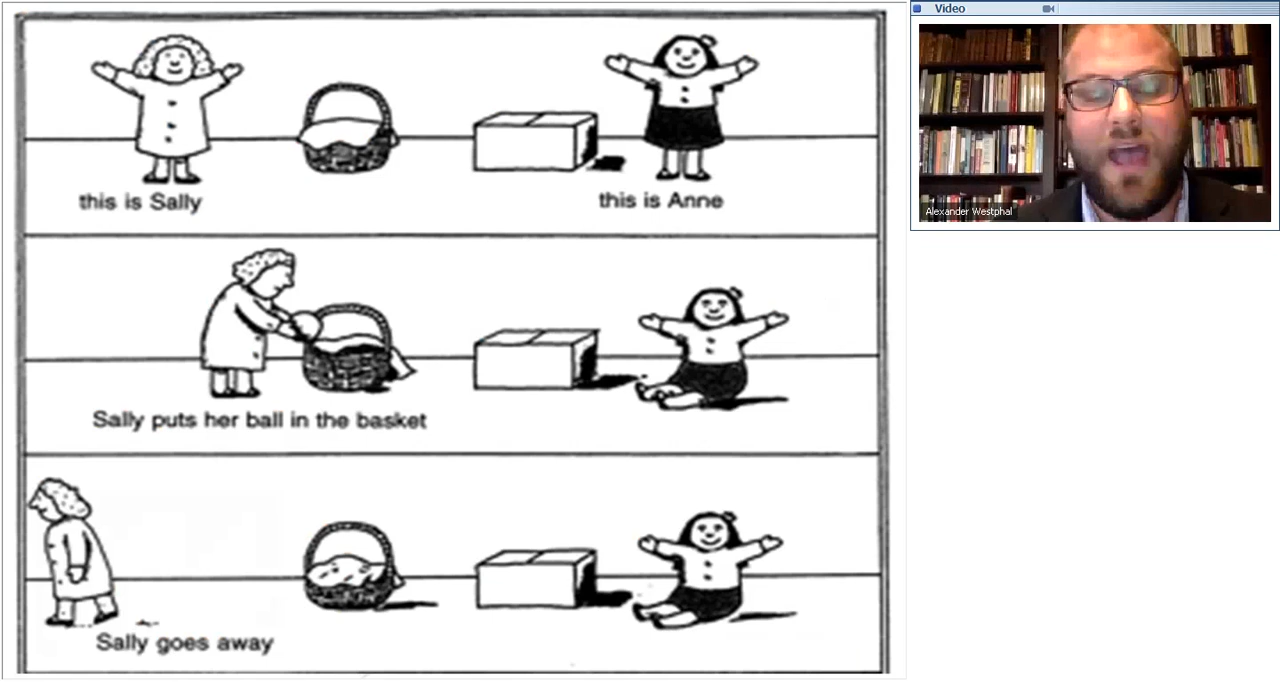 Video
this is Sally
this is Anne
Alexander Westphal
Sally puts her ball in the basket
Sally goes away